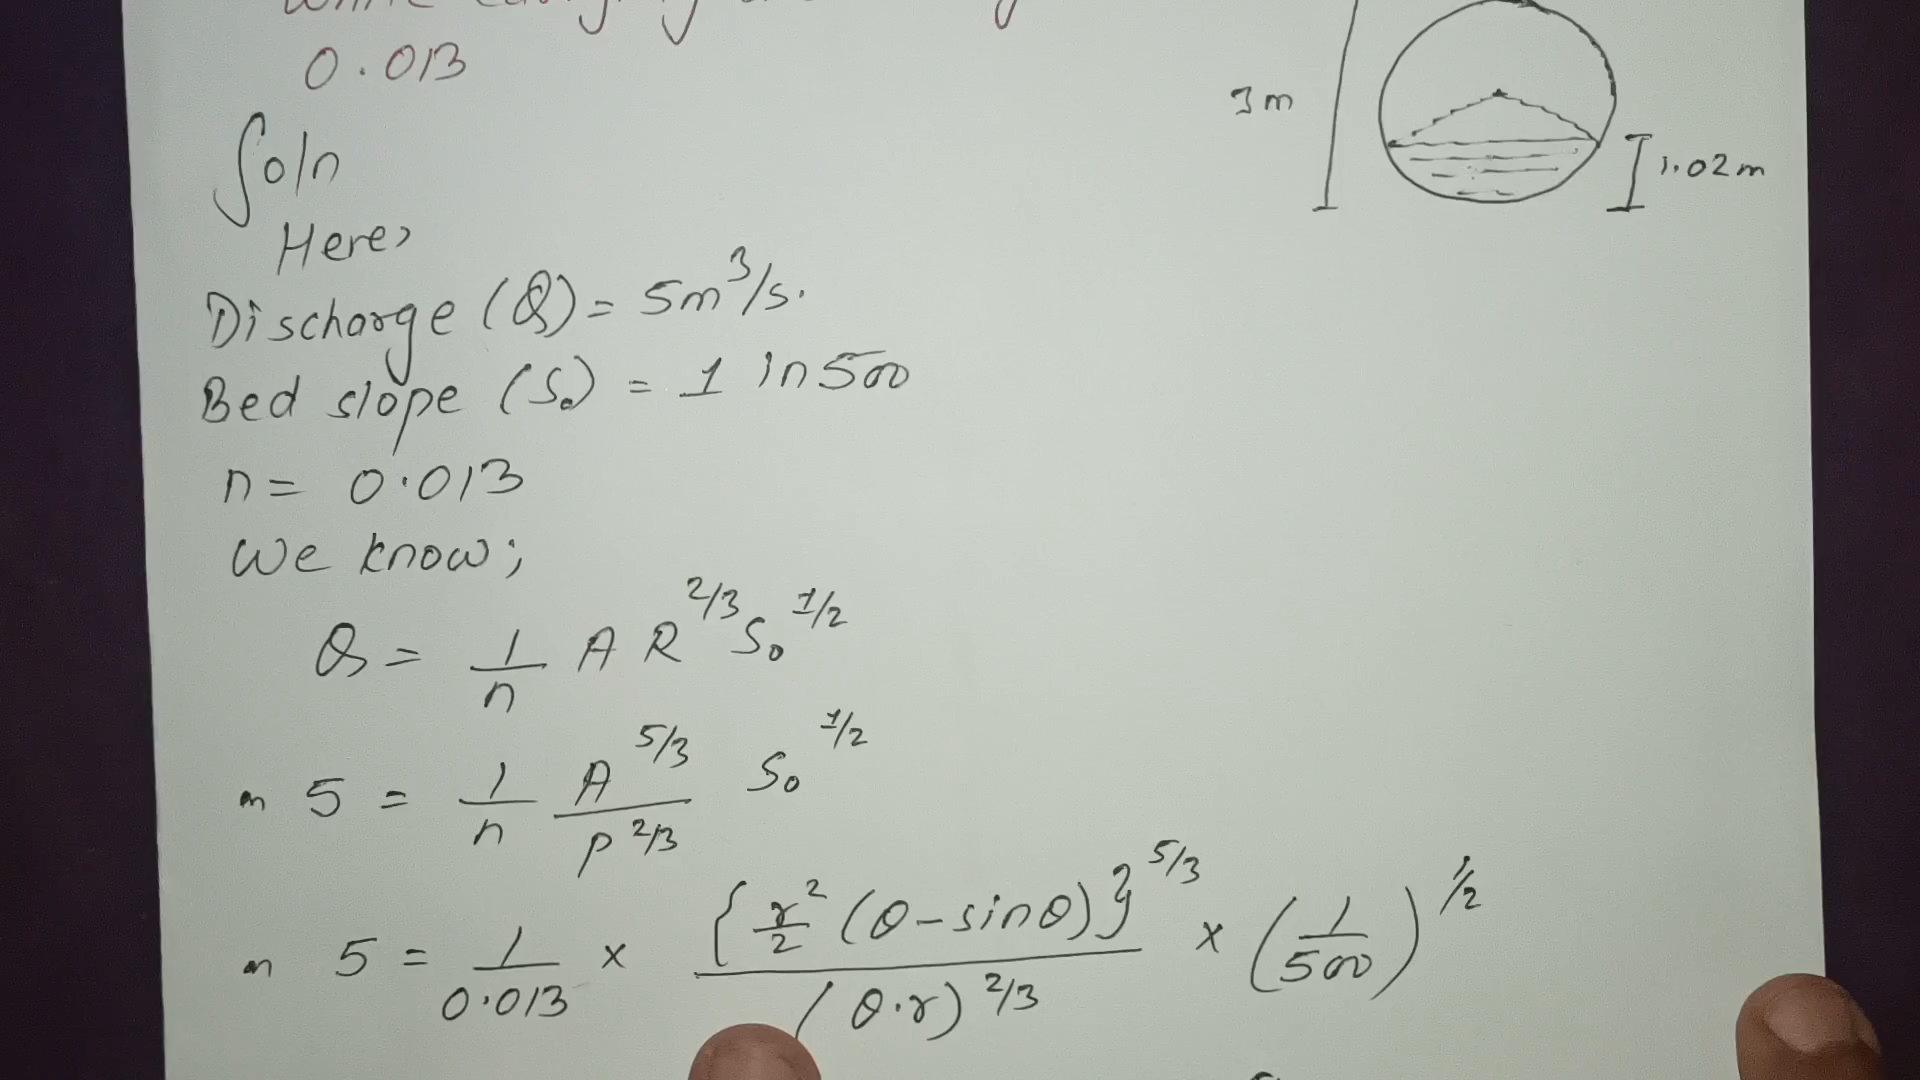 0.013
3m
1.02m
Soln
Here,
Discharge (Q) = 5m³/s.
Bed slope (S₀) = 1 in 500
n = 0.013
We know;
Q = 1/n A R^2/3 S₀^1/2
5 = 1/n A^5/3 / P^2/3 S₀^1/2
5 = 1/0.013 × {r²/2 (θ - sinθ)}^5/3 / (θ.r)^2/3 × (1/500)^1/2